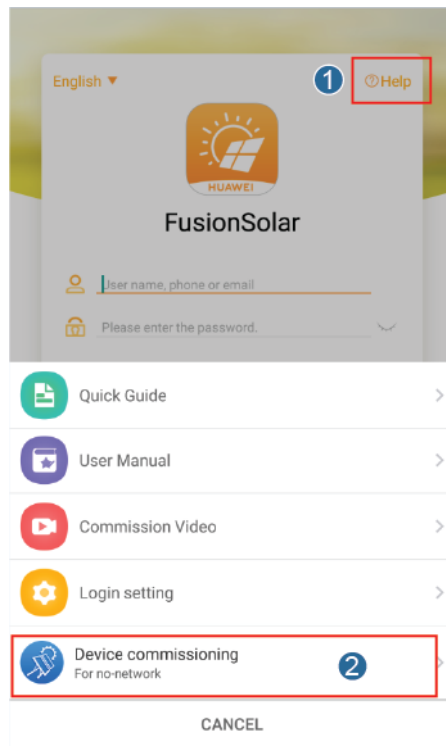 English ▼
1
?Help
HUAWEI
FusionSolar
User name, phone or email
Please enter the password.
Quick Guide
User Manual
Commission Video
Login setting
Device commissioning
For no-network
2
CANCEL